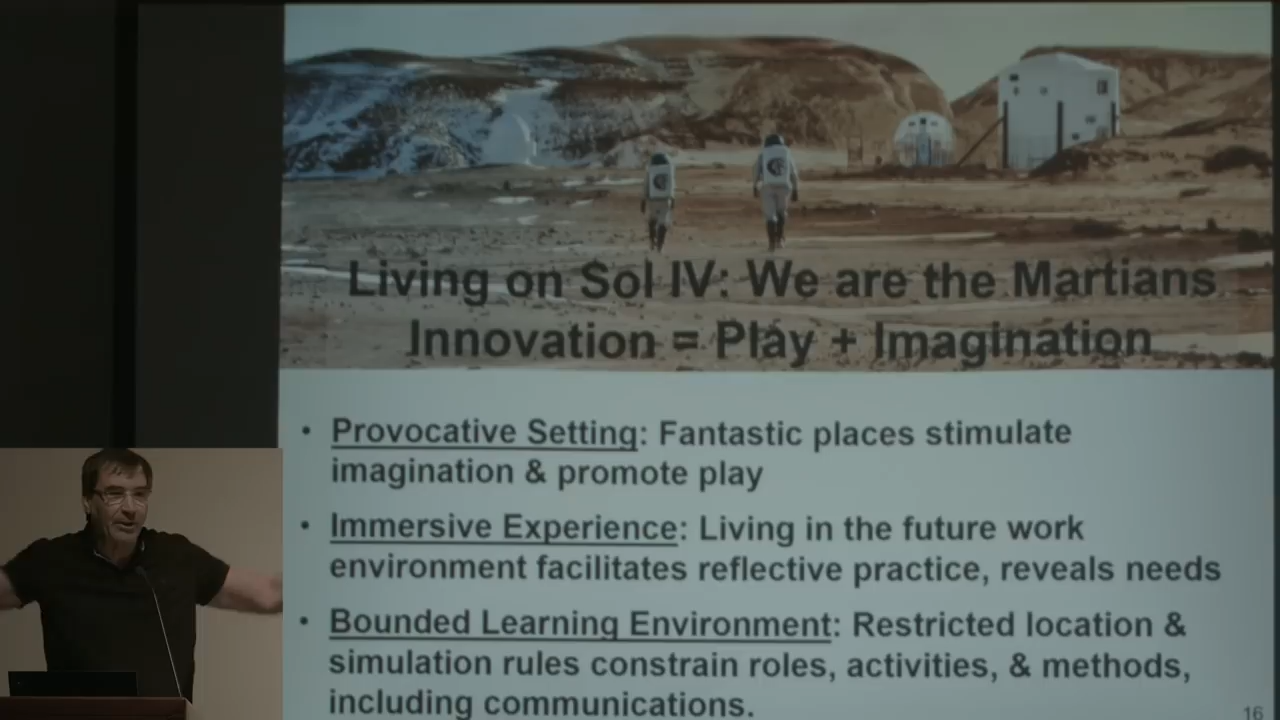 Living on Sol IV: We are the Martians
Innovation = Play + Imagination
• Provocative Setting: Fantastic places stimulate
imagination & promote play
• Immersive Experience: Living in the future work
environment facilitates reflective practice, reveals needs
• Bounded Learning Environment: Restricted location &
simulation rules constrain roles, activities, & methods,
including communications.
16